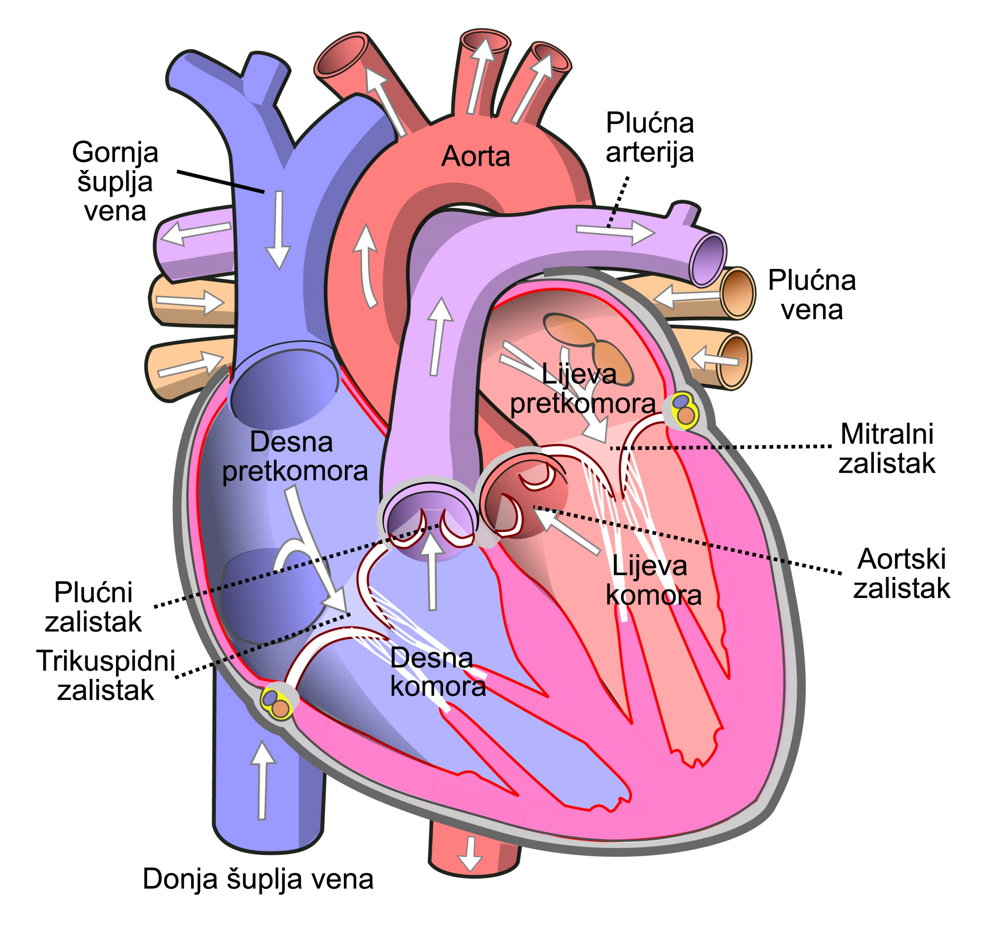 Gornja
šuplja
vena
Aorta
Plućna
arterija
Plućna
vena
Lijeva
pretkomora
Desna
pretkomora
Mitralni
zalistak
Aortski
zalistak
Lijeva
komora
Plućni
zalistak
Trikuspidni
zalistak
Desna
komora
Donja šuplja vena